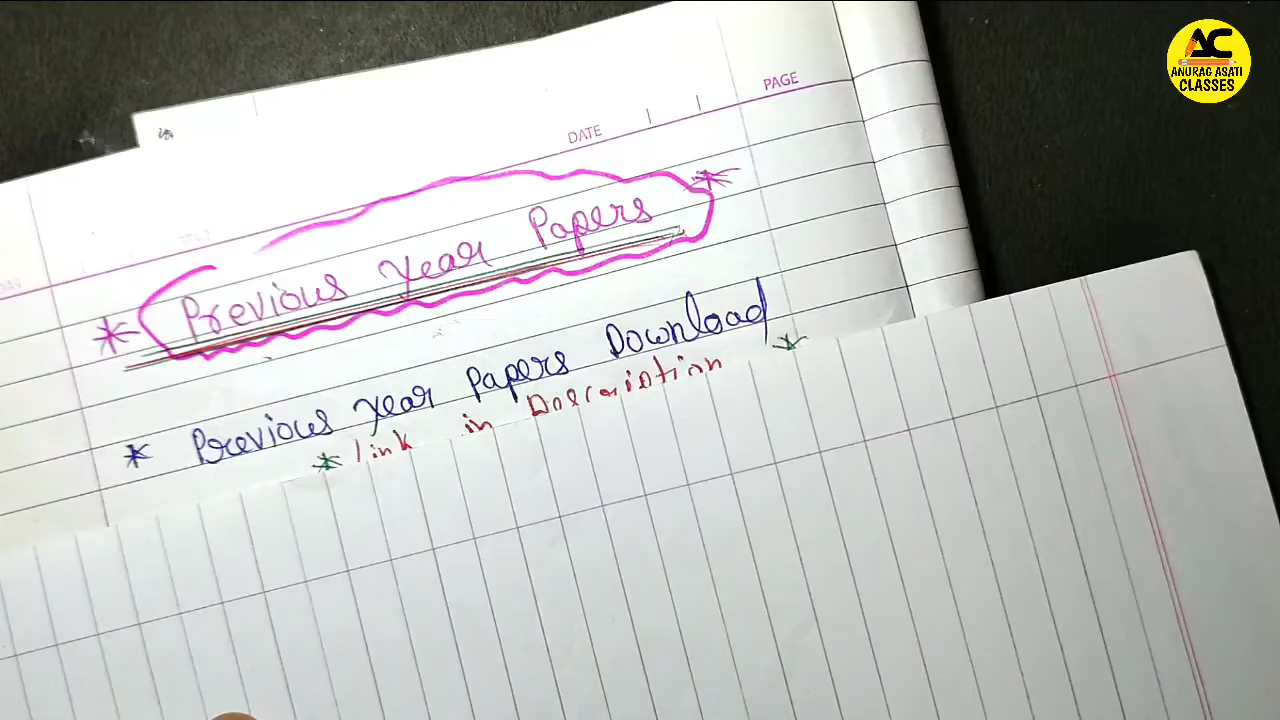 AC
ANURAG ASATI
CLASSES
PAGE
DATE
* Previous Year Papers *
* Previous Year Papers Download
* link in Description *